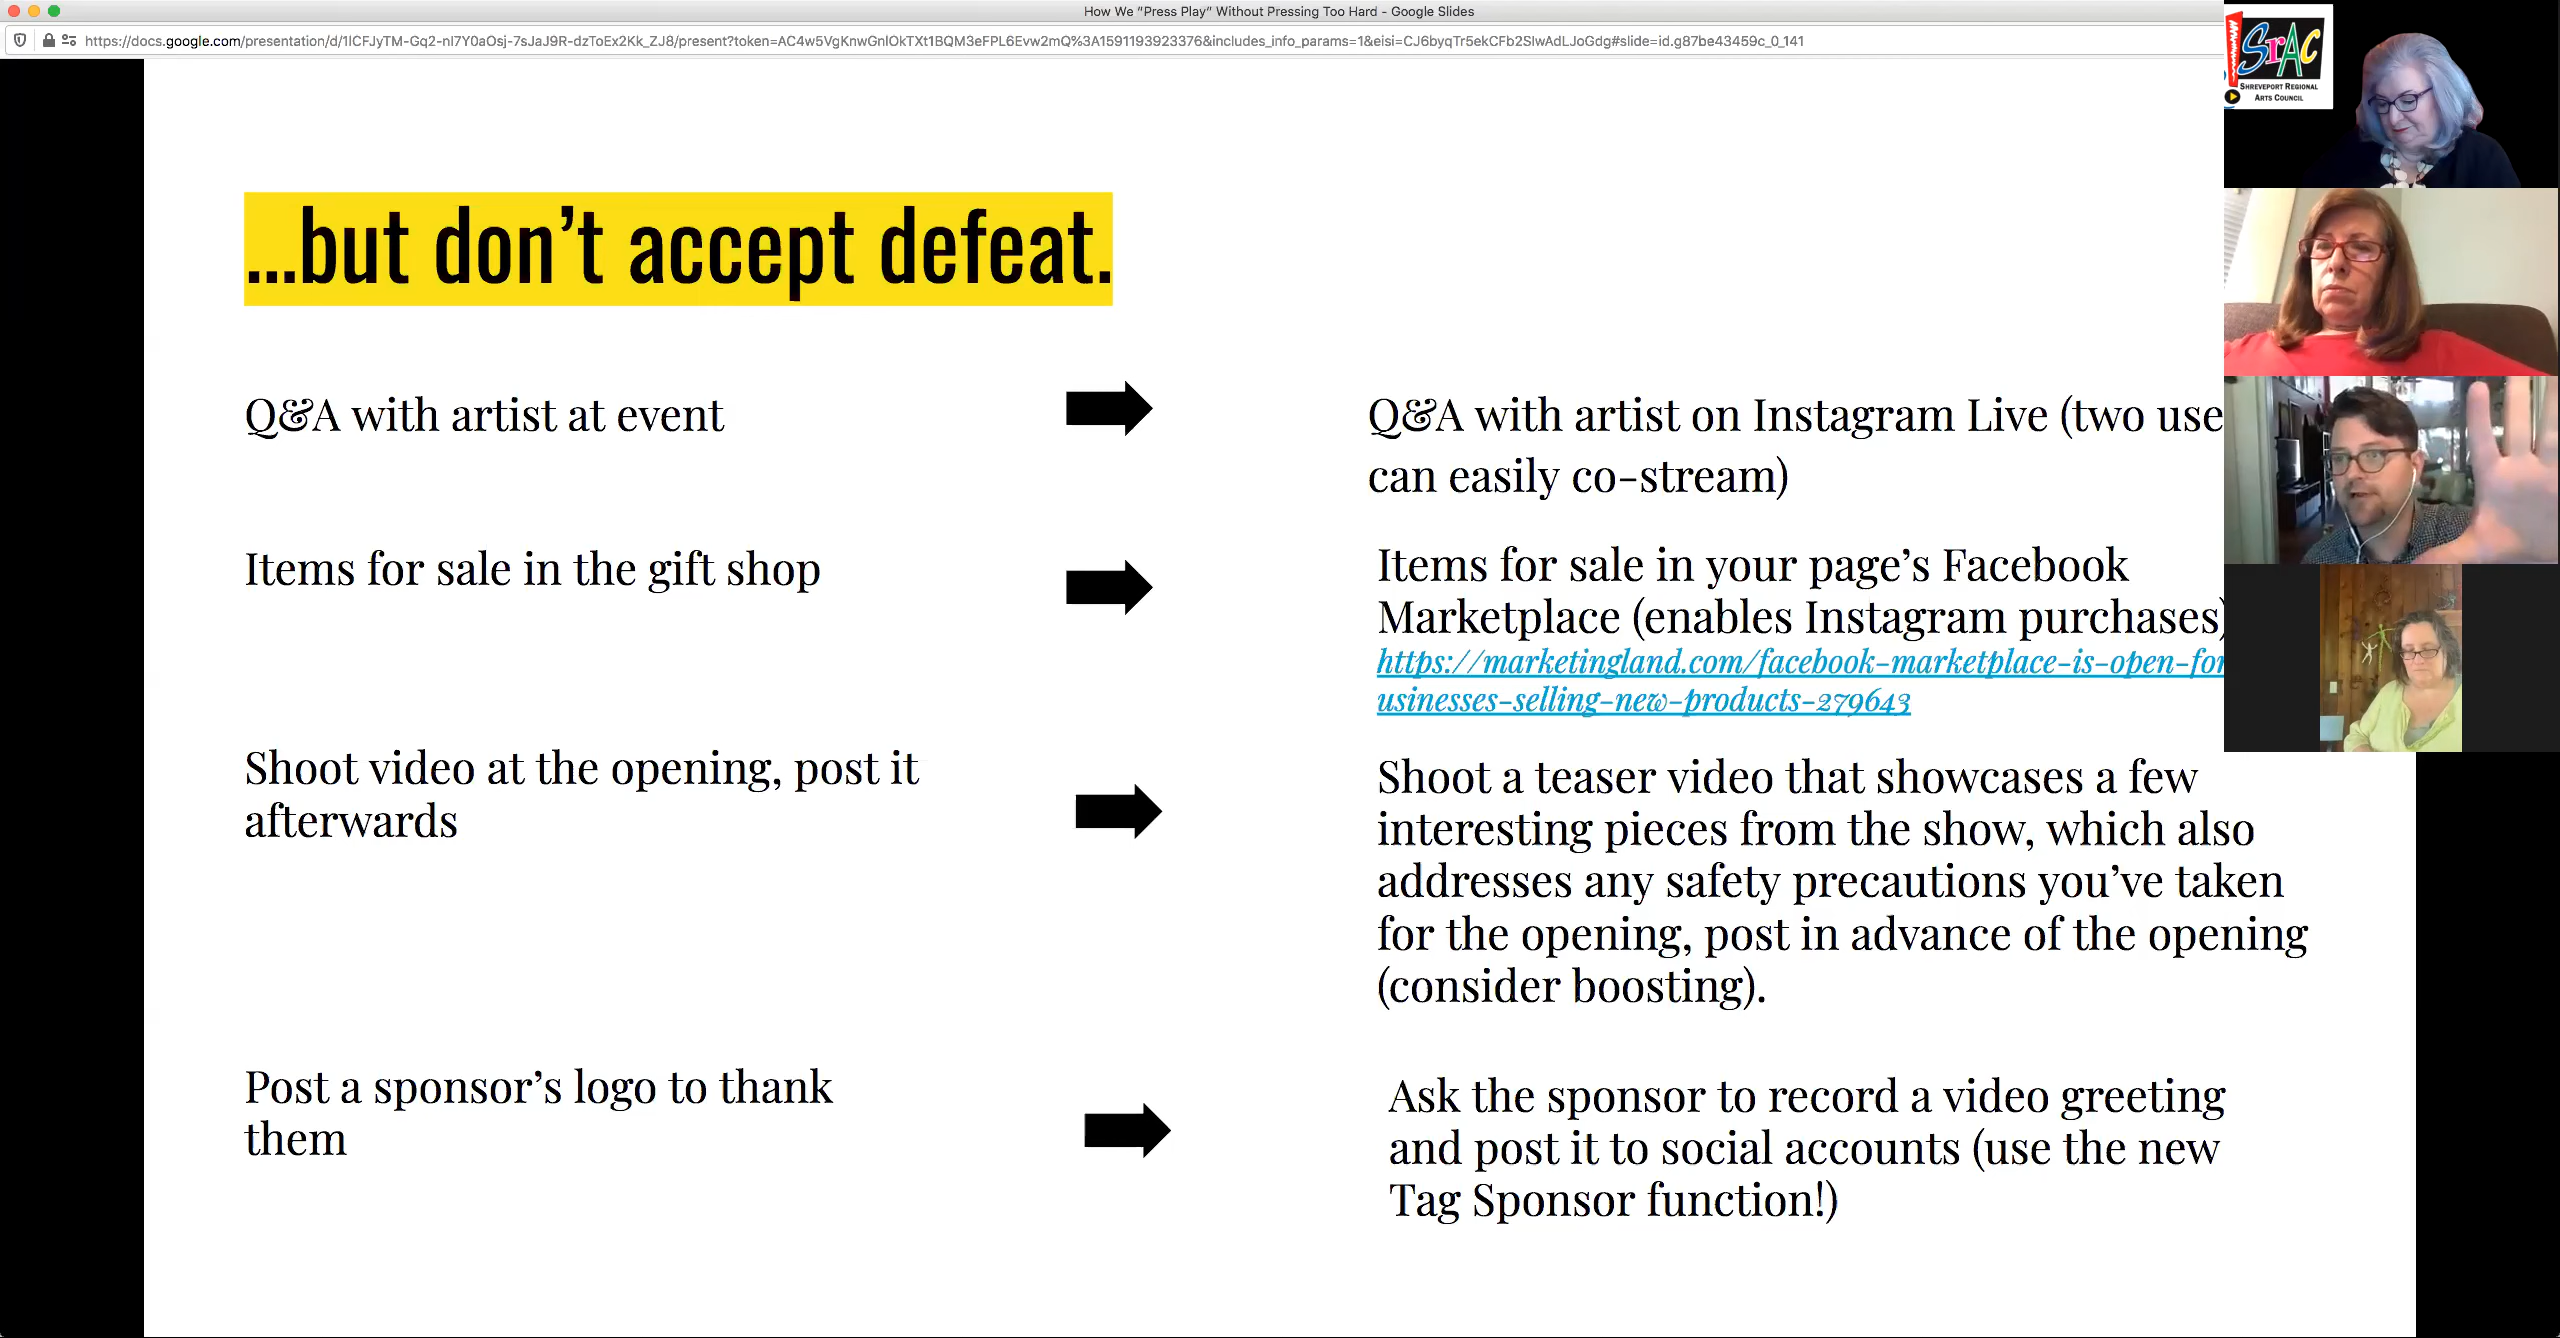 How We "Press Play" Without Pressing Too Hard - Google Slides
https://docs.google.com/presentation/d/1lCFJyTM-Gq2-nl7Y0aOsj-7sJaJ9R-dzToEx2Kk_ZJ8/present?token=AC4w5VgKnwGnlOkTXt1BQM3eFPL6Evw2mQ%3A1591193923376&includes_info_params=1&eisi=CJ6byqTr5ekCFb2SlwAdLJoGdg#slide=id.g87be43459c_0_141
SrAC
SHREVEPORT REGIONAL
ARTS COUNCIL
...but don't accept defeat.
Q&A with artist at event
Q&A with artist on Instagram Live (two use
can easily co-stream)
Items for sale in the gift shop
Items for sale in your page's Facebook
Marketplace (enables Instagram purchases)
https://marketingland.com/facebook-marketplace-is-open-for
usinesses-selling-new-products-279643
Shoot video at the opening, post it
afterwards
Shoot a teaser video that showcases a few
interesting pieces from the show, which also
addresses any safety precautions you've taken
for the opening, post in advance of the opening
(consider boosting).
Post a sponsor's logo to thank
them
Ask the sponsor to record a video greeting
and post it to social accounts (use the new
Tag Sponsor function!)